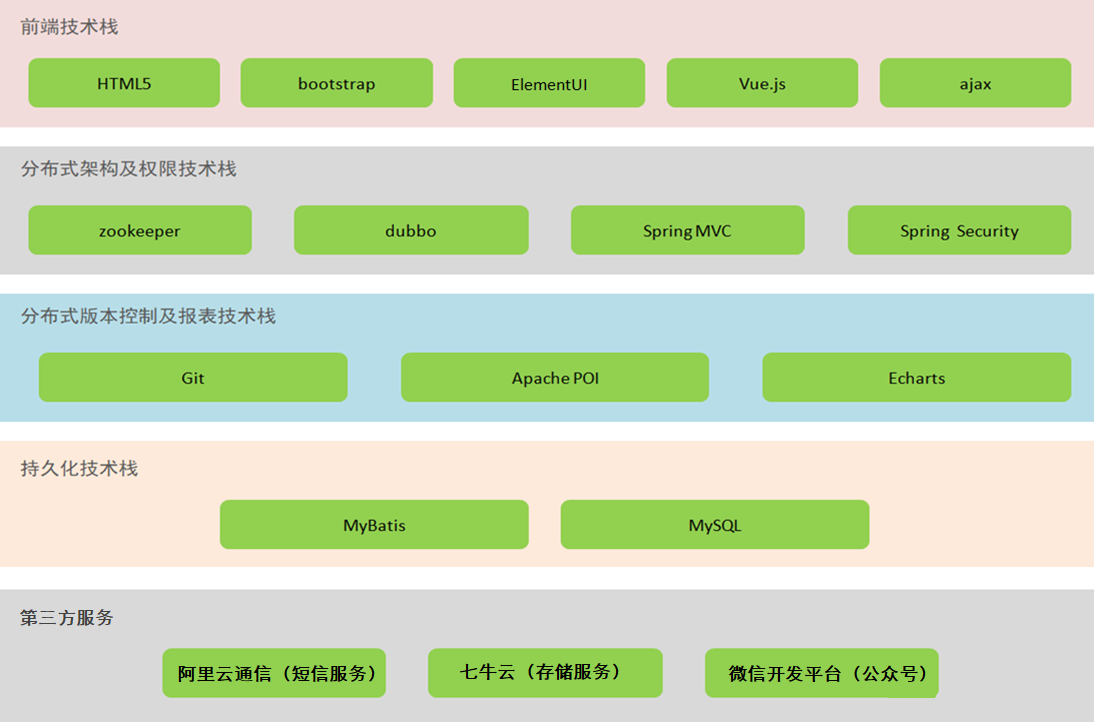 前端技术栈
HTML5
bootstrap
ElementUI
Vue.js
ajax
分布式架构及权限技术栈
zookeeper
dubbo
Spring MVC
Spring Security
分布式版本控制及报表技术栈
Git
Apache POI
Echarts
持久化技术栈
MyBatis
MySQL
第三方服务
阿里云通信（短信服务）
七牛云（存储服务）
微信开发平台（公众号）